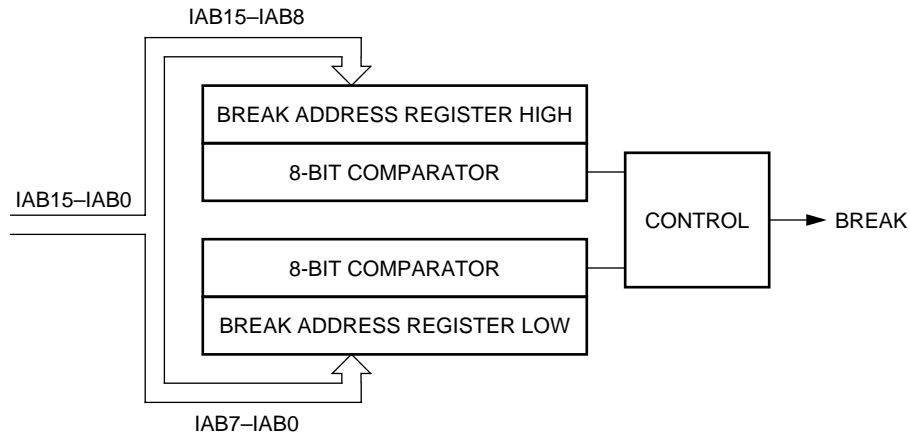 IAB15–IAB8
BREAK ADDRESS REGISTER HIGH
8-BIT COMPARATOR
IAB15–IAB0
CONTROL
BREAK
8-BIT COMPARATOR
BREAK ADDRESS REGISTER LOW
IAB7–IAB0